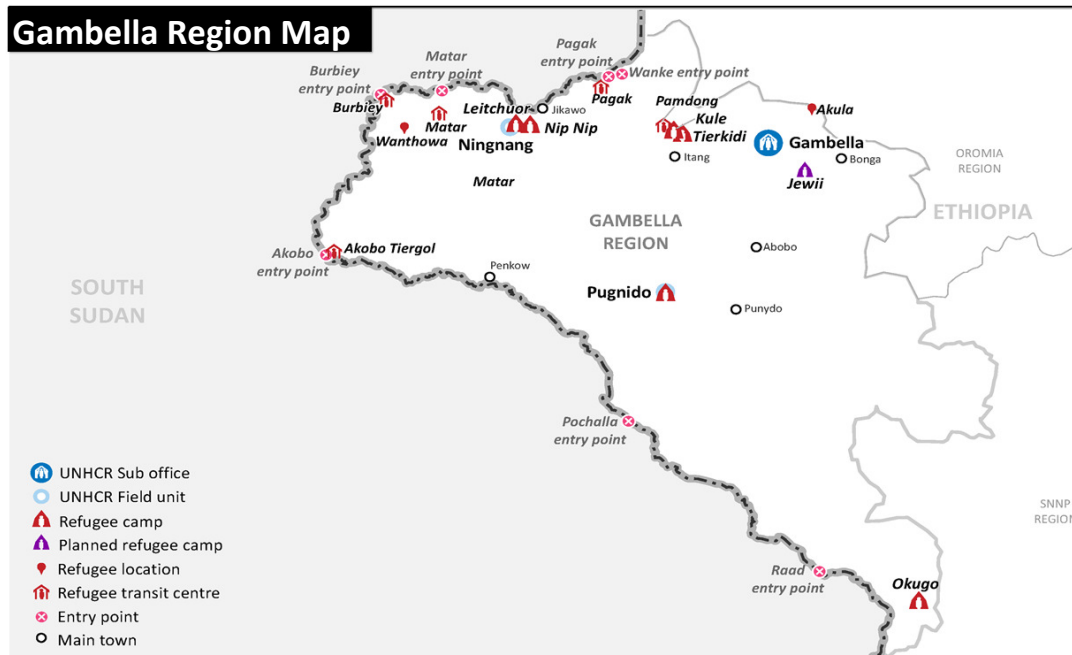 Gambella Region Map
Pagak
entry point
Matar
entry point
Burbiey
entry point
Wanke entry point
Burbiey
Leitchuor
Jikawo
Pagak
Pamdong
Akula
Matar
Kule
Wanthowa
Ningnang
Nip Nip
Tierkidi
Gambella
Itang
Bonga
OROMIA
REGION
Matar
Jewii
GAMBELLA
REGION
ETHIOPIA
Akobo
entry point
Akobo Tiergol
Abobo
Penkow
SOUTH
SUDAN
Pugnido
Punydo
Pochalla
entry point
UNHCR Sub office
UNHCR Field unit
Refugee camp
Planned refugee camp
Refugee location
Refugee transit centre
Entry point
Main town
SNNP
REGION
Raad
entry point
Okugo